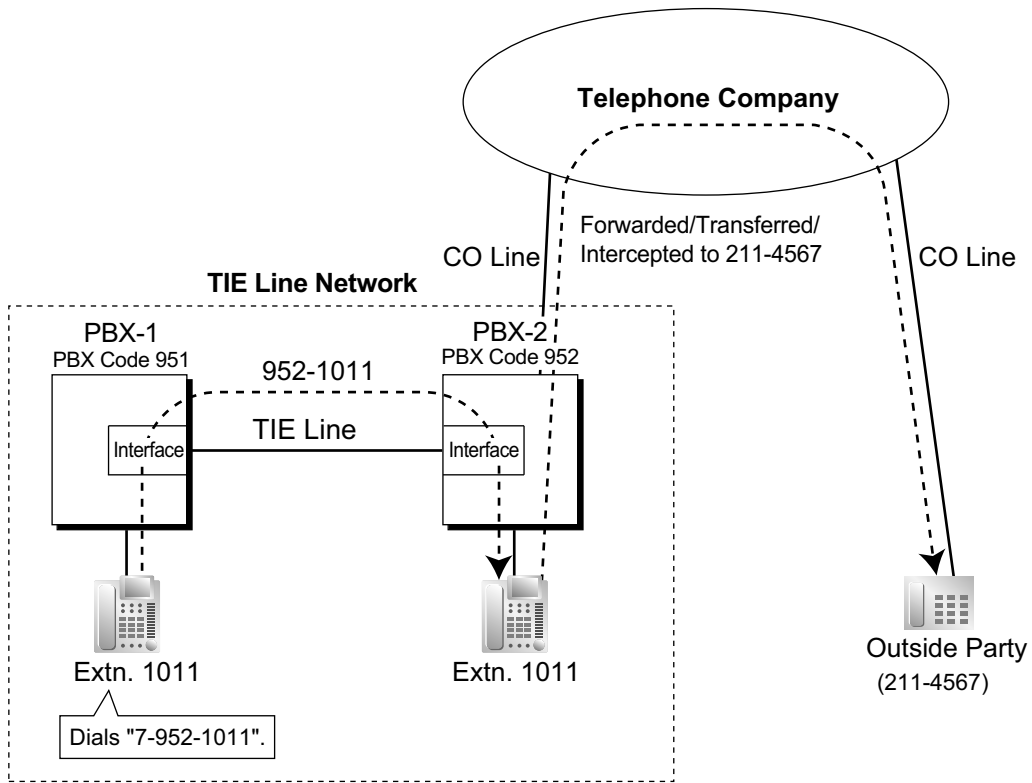 Telephone Company
Forwarded/Transferred/
Intercepted to 211-4567
CO Line
CO Line
TIE Line Network
PBX-1
PBX Code 951
PBX-2
PBX Code 952
952-1011
TIE Line
Interface
Interface
Extn. 1011
Extn. 1011
Dials "7-952-1011".
Outside Party
(211-4567)